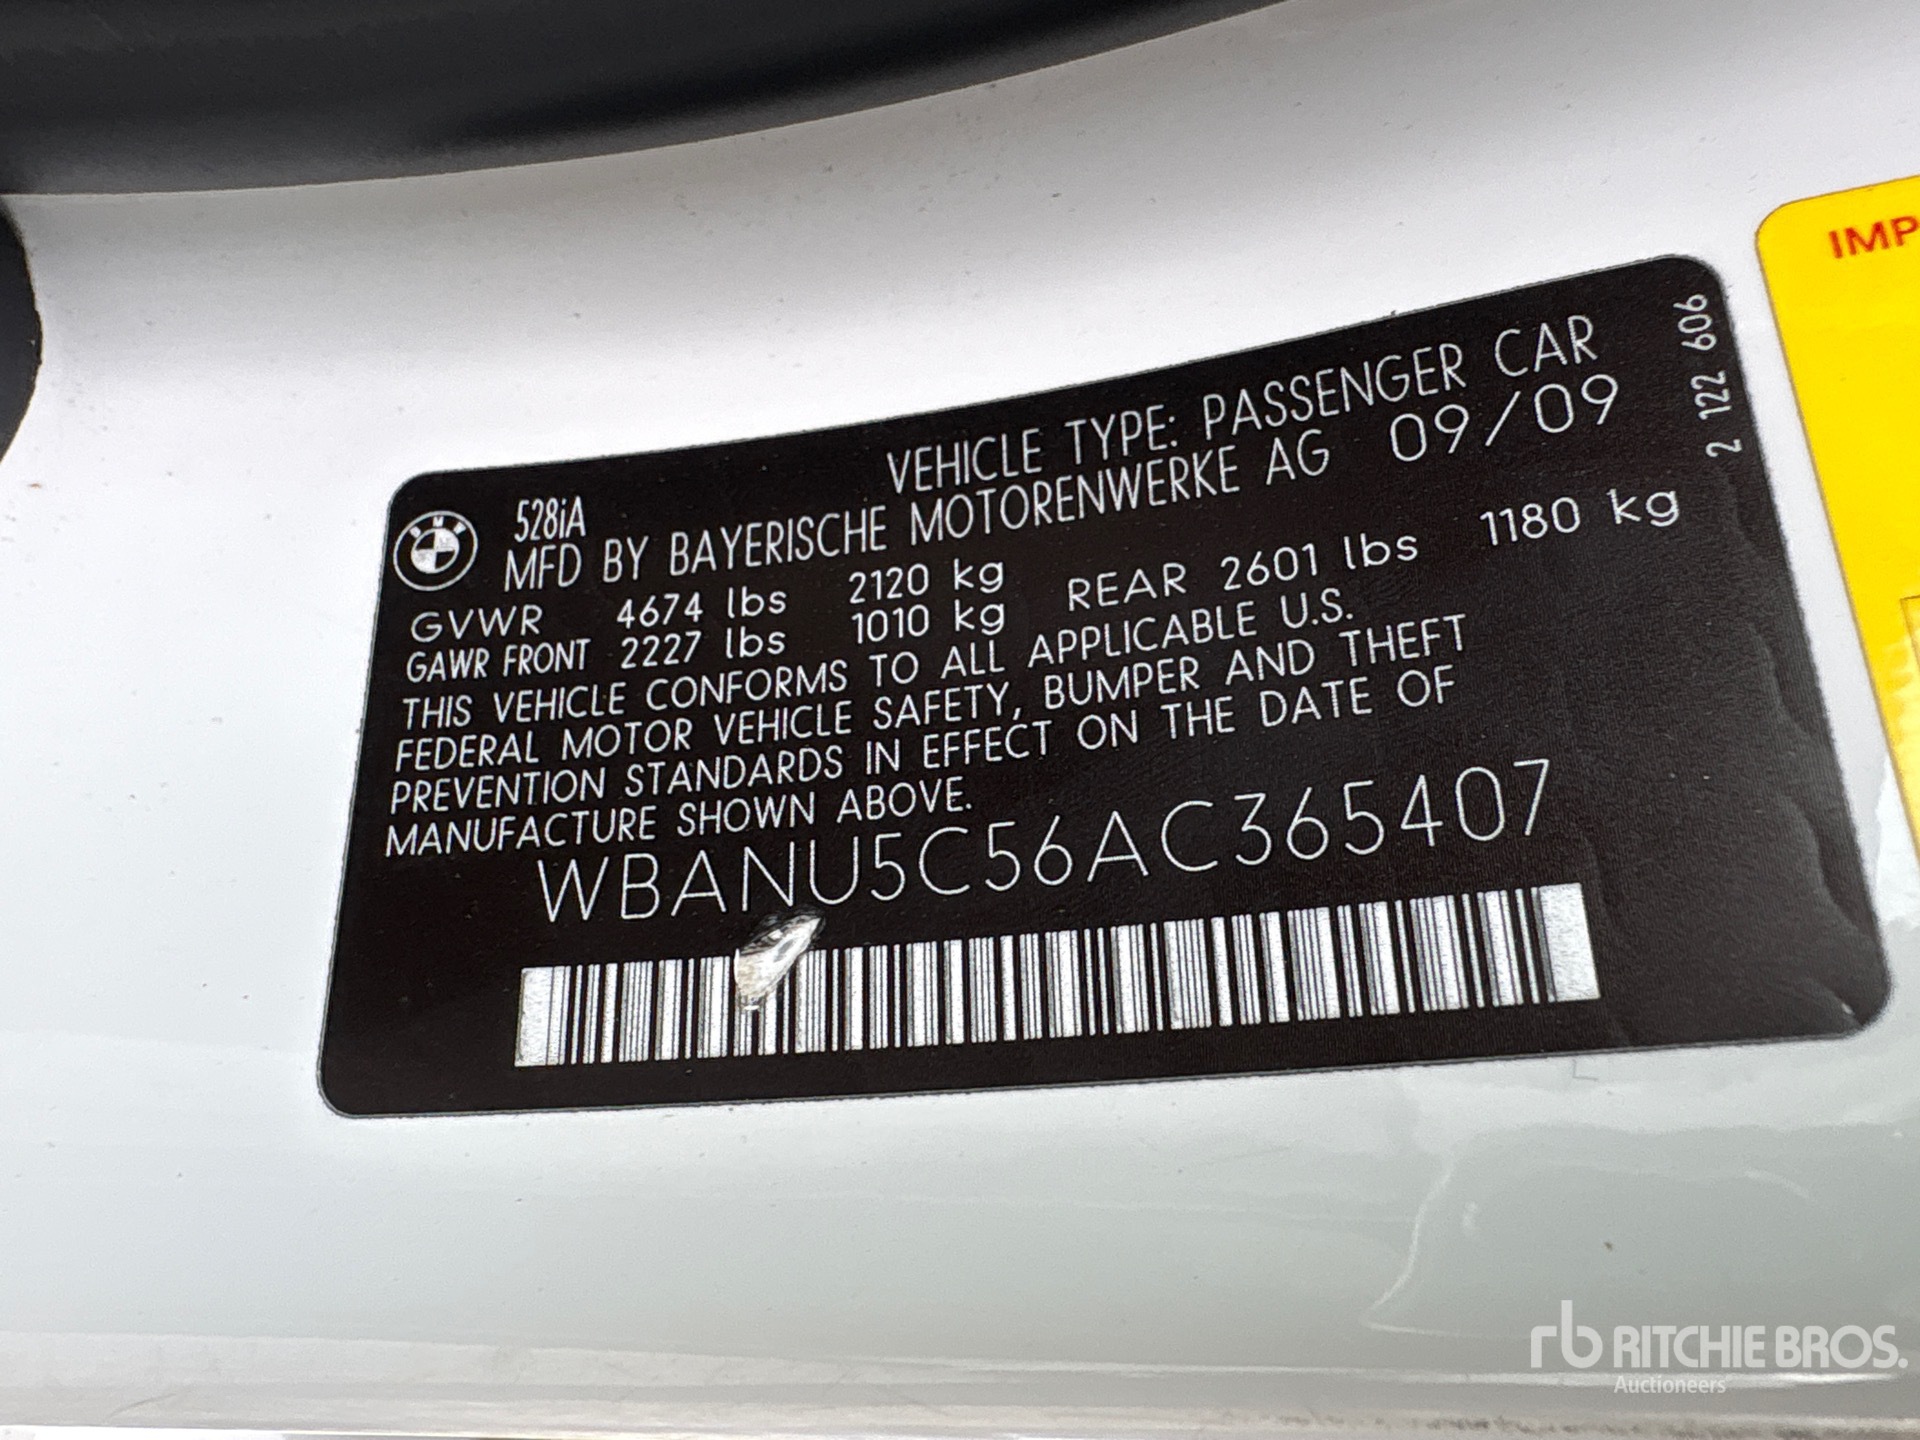 IMP
2 122 606
VEHICLE TYPE: PASSENGER CAR
528iA
MFD BY BAYERISCHE MOTORENWERKE AG 09/09
GVWR 4674 lbs 2120 kg
GAWR FRONT 2227 lbs 1010 kg REAR 2601 lbs 1180 kg
THIS VEHICLE CONFORMS TO ALL APPLICABLE U.S.
FEDERAL MOTOR VEHICLE SAFETY, BUMPER AND THEFT
PREVENTION STANDARDS IN EFFECT ON THE DATE OF
MANUFACTURE SHOWN ABOVE.
WBANU5C56AC365407
rb RITCHIE BROS.
Auctioneers